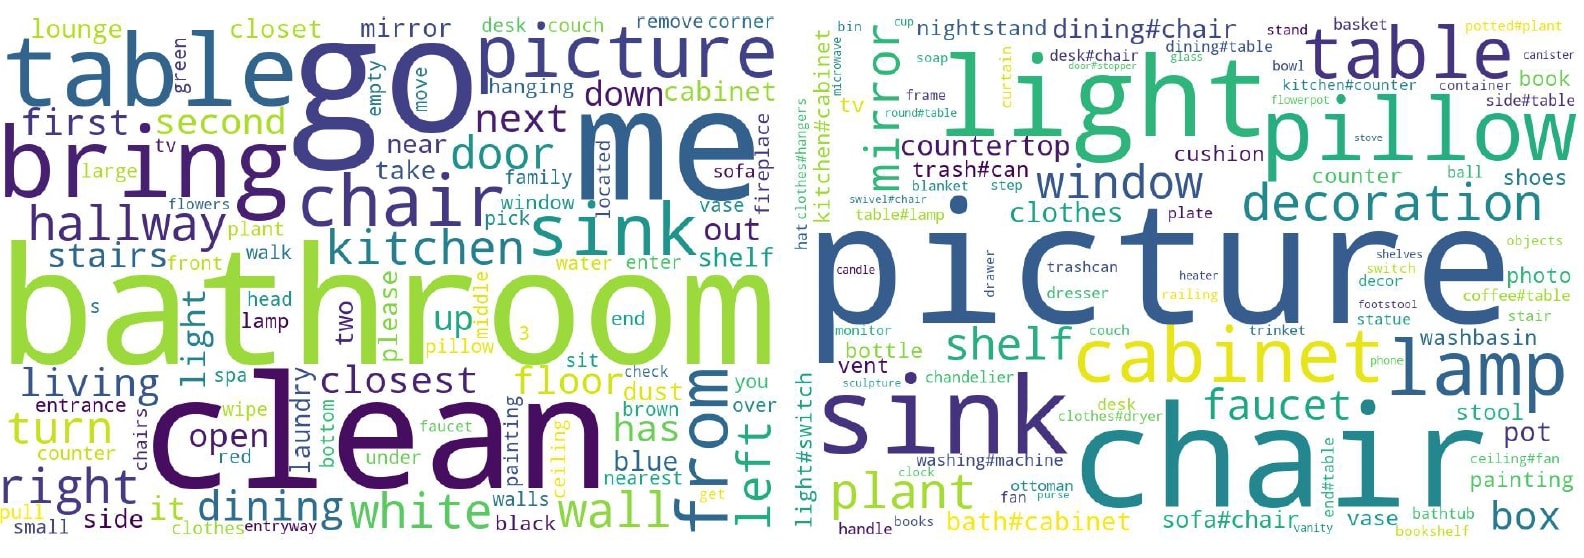 lounge closet mirror desk couch remove corner
table go picture
green empty move hanging down cabinet
first second next me
bring tv near door located fireplace
large take family sofa
flowers chair window vase
hallway plant pick sink out
stairs front walk kitchen water enter shelf
bathroom
s light head lamp two please up middle end
pillow 3
sit
living spa laundry closest floor check dust you
entrance chairs wipe clean bottom brown over
turn open faucet painting ceiling has from left
counter red under blue
nearest
right get
pull side it dining white walls wall
small clothes entryway black
bin cup nightstand dining#chair stand basket potted#plant
microwave mirror soap curtain desk#chair dining#table glass bowl table canister
kitchen#cabinet tv frame light door#stopper kitchen#counter container book
round#table flowerpot side#table
clothes#hangers countertop pillow stove
trash#can cushion
blanket step window counter ball shoes
hat swivel#chair table#lamp clothes plate decoration
picture
candle drawer trashcan heater shelves objects
dresser railing switch decor photo
footstool coffee#table
statue stair
monitor couch trinket washbasin
bottle shelf cabinet phone lamp
vent
sculpture chandelier
light#switch sink desk faucet stool
clothes#dryer chair pot
washing#machine end#table ceiling#fan
clock ottoman painting
plant fan purse
handle books bath#cabinet sofa#chair vanity vase bathtub box
bookshelf